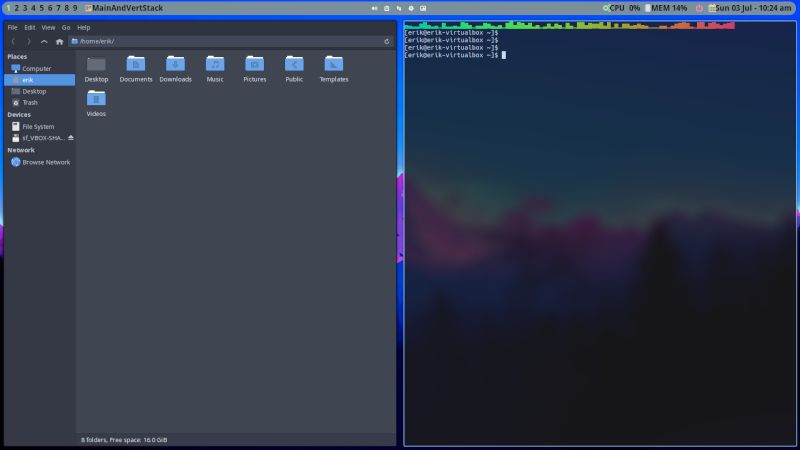 1 2 3 4 5 6 7 8 9 MainAndVertStack CPU 0% MEM 14% Sun 03 Jul - 10:24 am
File Edit View Go Help
/home/erik/
Places
Computer
erik
Desktop
Trash
Devices
File System
sf_VBOX-SHA...
Network
Browse Network
Desktop Documents Downloads Music Pictures Public Templates
Videos
8 folders, Free space: 16.0 GiB
[erik@erik-virtualbox ~]$
[erik@erik-virtualbox ~]$
[erik@erik-virtualbox ~]$
[erik@erik-virtualbox ~]$